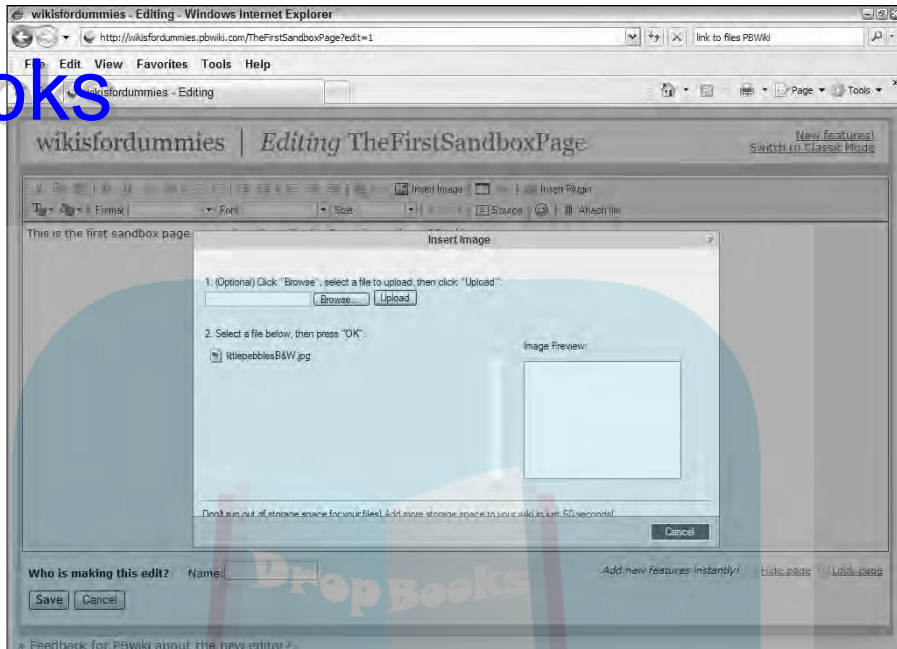 wikisfordummies - Editing - Windows Internet Explorer
http://wikisfordummies.pbwiki.com/TheFirstSandboxPage?edit=1
link to files PBWiki
File Edit View Favorites Tools Help
oks
wikisfordummies - Editing
Page Tools
wikisfordummies | Editing TheFirstSandboxPage
New features!
Switch to Classic Mode
Insert Image Insert Plugin
Format Font Size Source Attach file
This is the first sandbox page
Insert Image
1. (Optional) Click "Browse", select a file to upload, then click "Upload".
Browse... Upload
2. Select a file below, then press "OK".
littlepebblesB&W.jpg
Image Preview:
Don't run out of storage space for your files! Add more storage space to your wiki in just 60 seconds!
Cancel
Who is making this edit? Name:
Add new features instantly! Hide page Lock page
Save Cancel
DropBooks
» Feedback for PBwiki about the new editor?